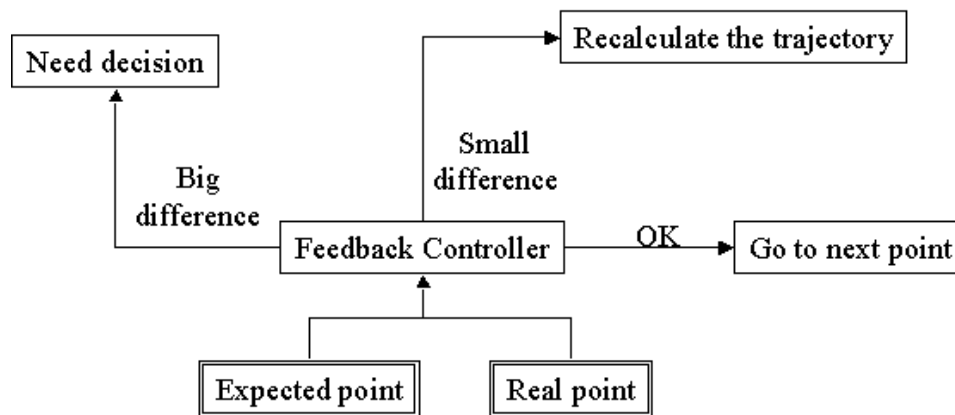 Recalculate the trajectory
Need decision
Small
difference
Big
difference
Feedback Controller
OK
Go to next point
Expected point
Real point